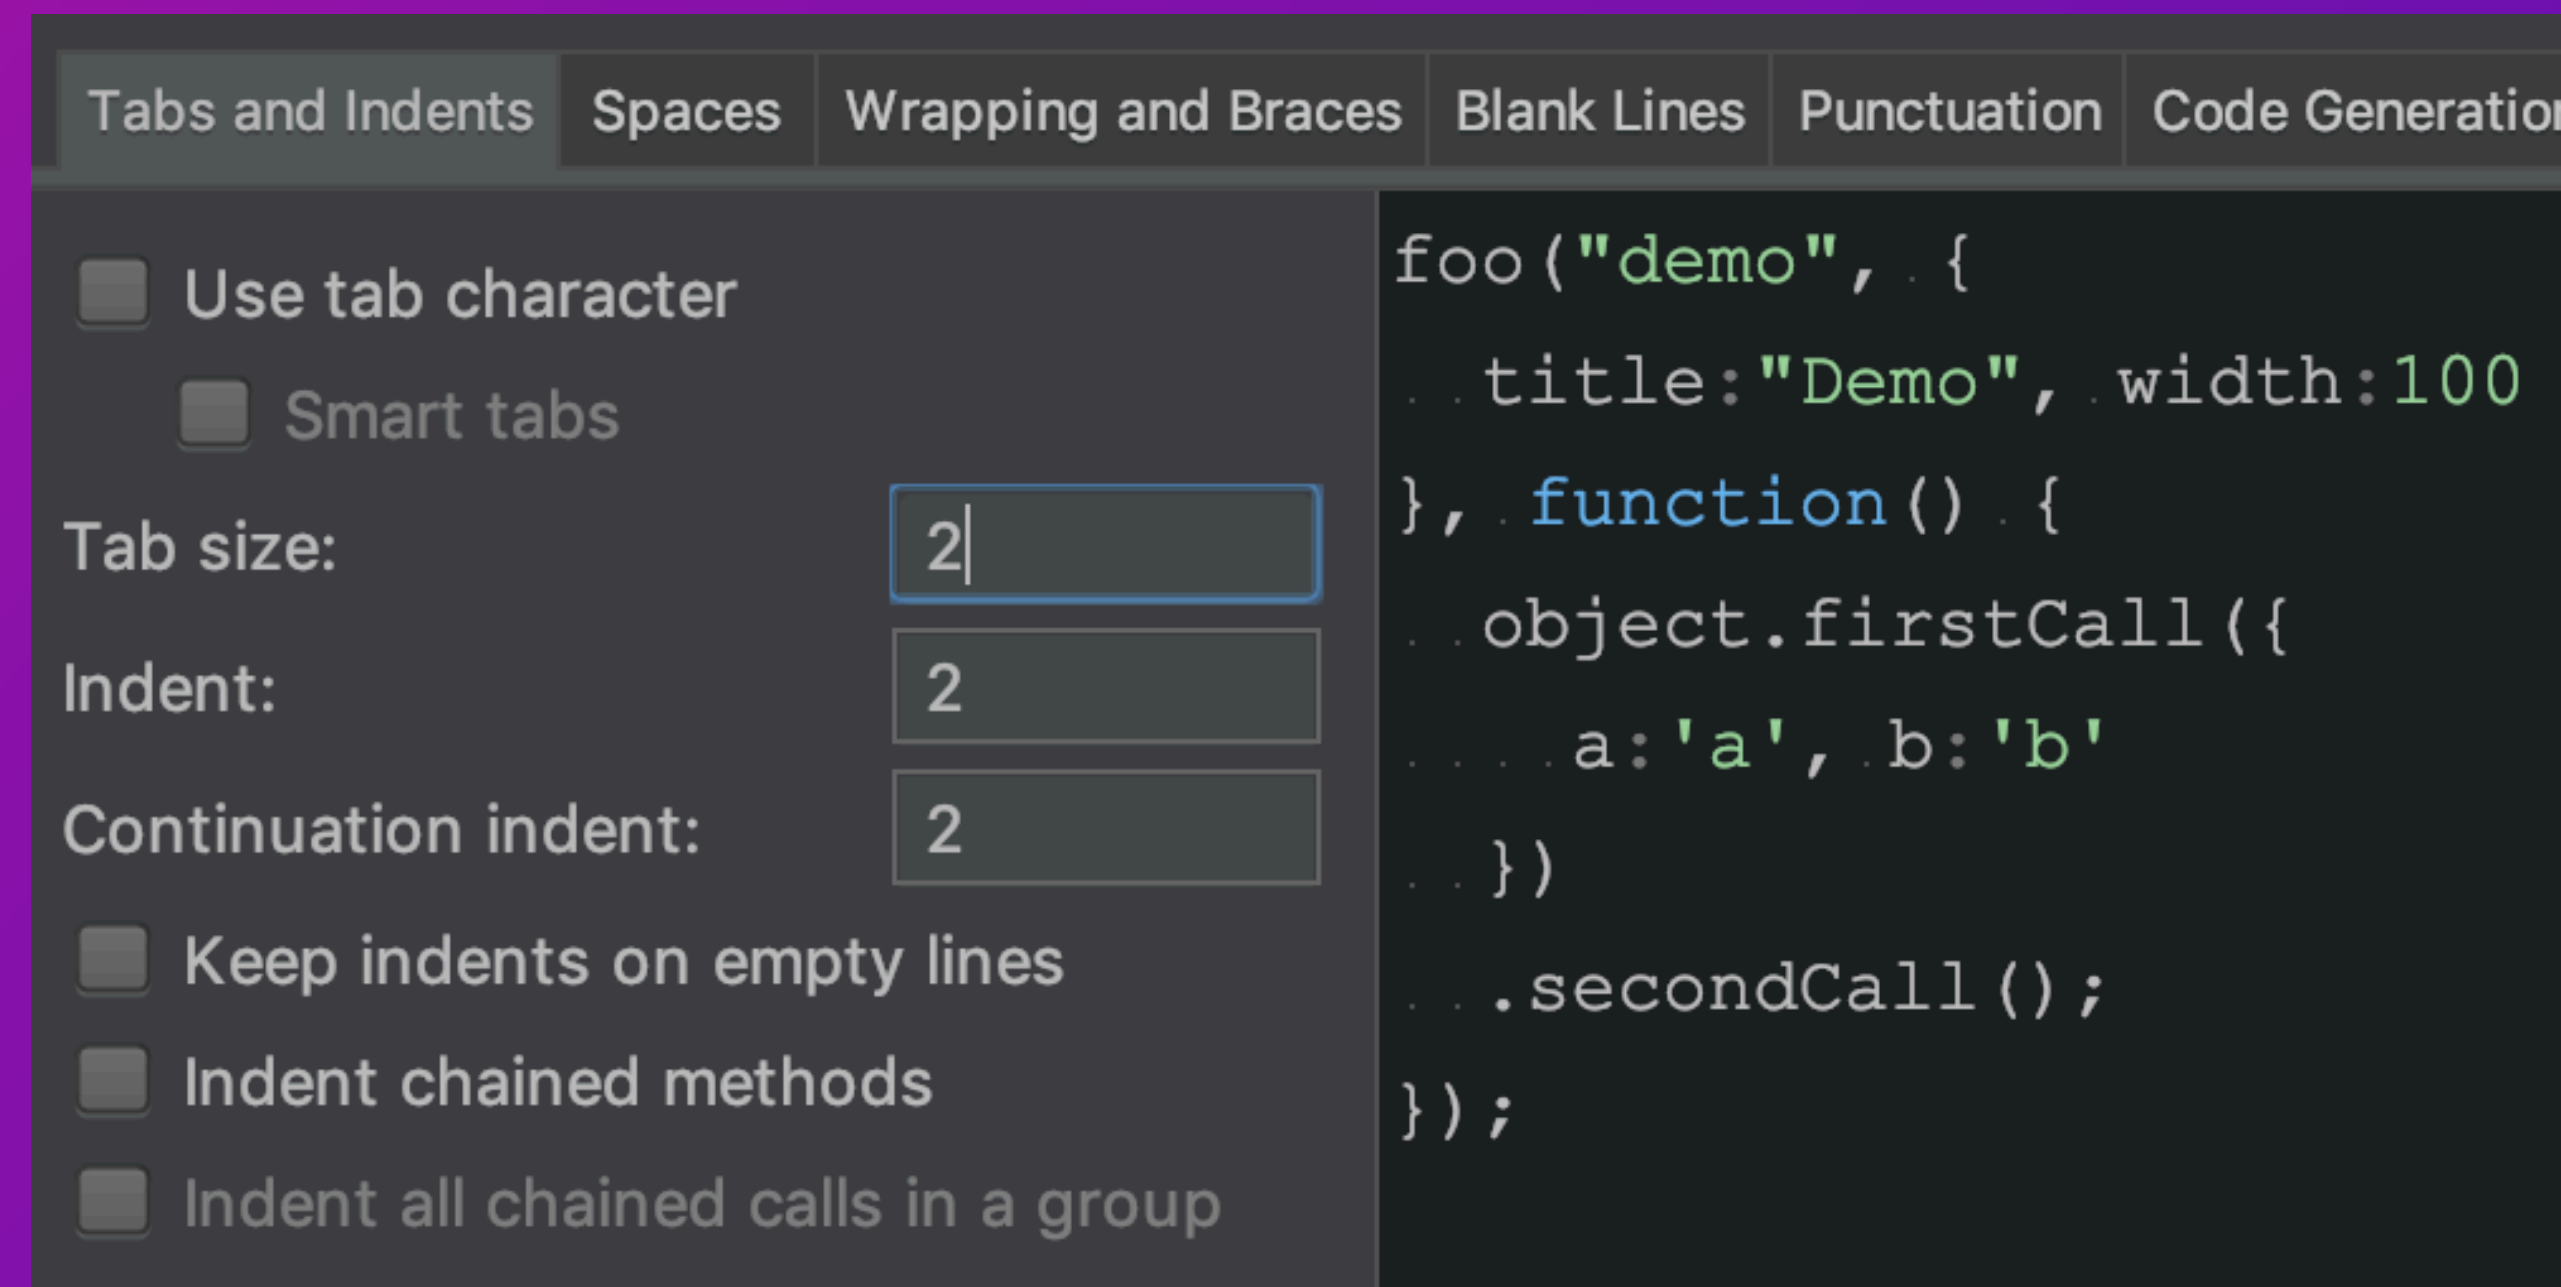 Tabs and Indents Spaces Wrapping and Braces Blank Lines Punctuation Code Generation
Use tab character
Smart tabs
Tab size: 2
Indent: 2
Continuation indent: 2
Keep indents on empty lines
Indent chained methods
Indent all chained calls in a group
foo("demo", {
  title:"Demo", width:100
}, function() {
  object.firstCall({
    a:'a', b:'b'
  })
  .secondCall();
});